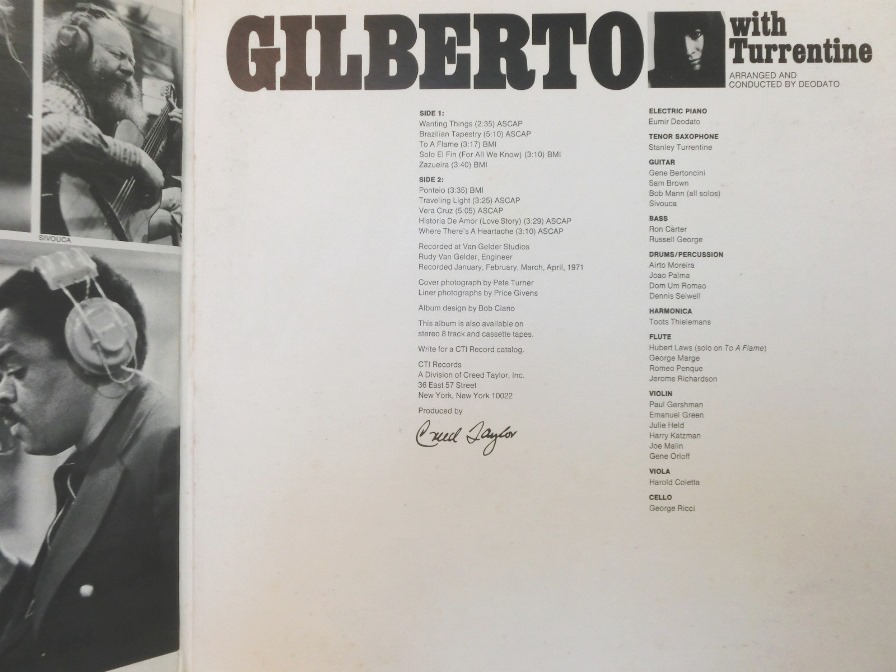 GILBERTO
with
Turrentine
ARRANGED AND
CONDUCTED BY DEODATO
SIVOUCA
SIDE 1:
Wanting Things (2:35) ASCAP
Brazilian Tapestry (5:10) ASCAP
To A Flame (3:17) BMI
Solo El Fin (For All We Know) (3:10) BMI
Zazueira (3:40) BMI
SIDE 2:
Ponteio (3:35) BMI
Traveling Light (3:25) ASCAP
Vera Cruz (5:05) ASCAP
Historia De Amor (Love Story) (3:29) ASCAP
Where There's A Heartache (3:10) ASCAP
Recorded at Van Gelder Studios
Rudy Van Gelder, Engineer
Recorded January, February, March, April, 1971
Cover photograph by Pete Turner
Liner photographs by Price Givens
Album design by Bob Ciano
This album is also available on
stereo 8 track and cassette tapes.
Write for a CTI Record catalog.
CTI Records
A Division of Creed Taylor, Inc.
36 East 57 Street
New York, New York 10022
Produced by
Creed Taylor
ELECTRIC PIANO
Eumir Deodato
TENOR SAXOPHONE
Stanley Turrentine
GUITAR
Gene Bertoncini
Sam Brown
Bob Mann (all solos)
Sivouca
BASS
Ron Carter
Russell George
DRUMS/PERCUSSION
Airto Moreira
Joao Palma
Dom Um Romao
Dennis Seiwell
HARMONICA
Toots Thielemans
FLUTE
Hubert Laws (solo on To A Flame)
George Marge
Romeo Penque
Jerome Richardson
VIOLIN
Paul Gershman
Emanuel Green
Julie Held
Harry Katzman
Joe Malin
Gene Orloff
VIOLA
Harold Coletta
CELLO
George Ricci